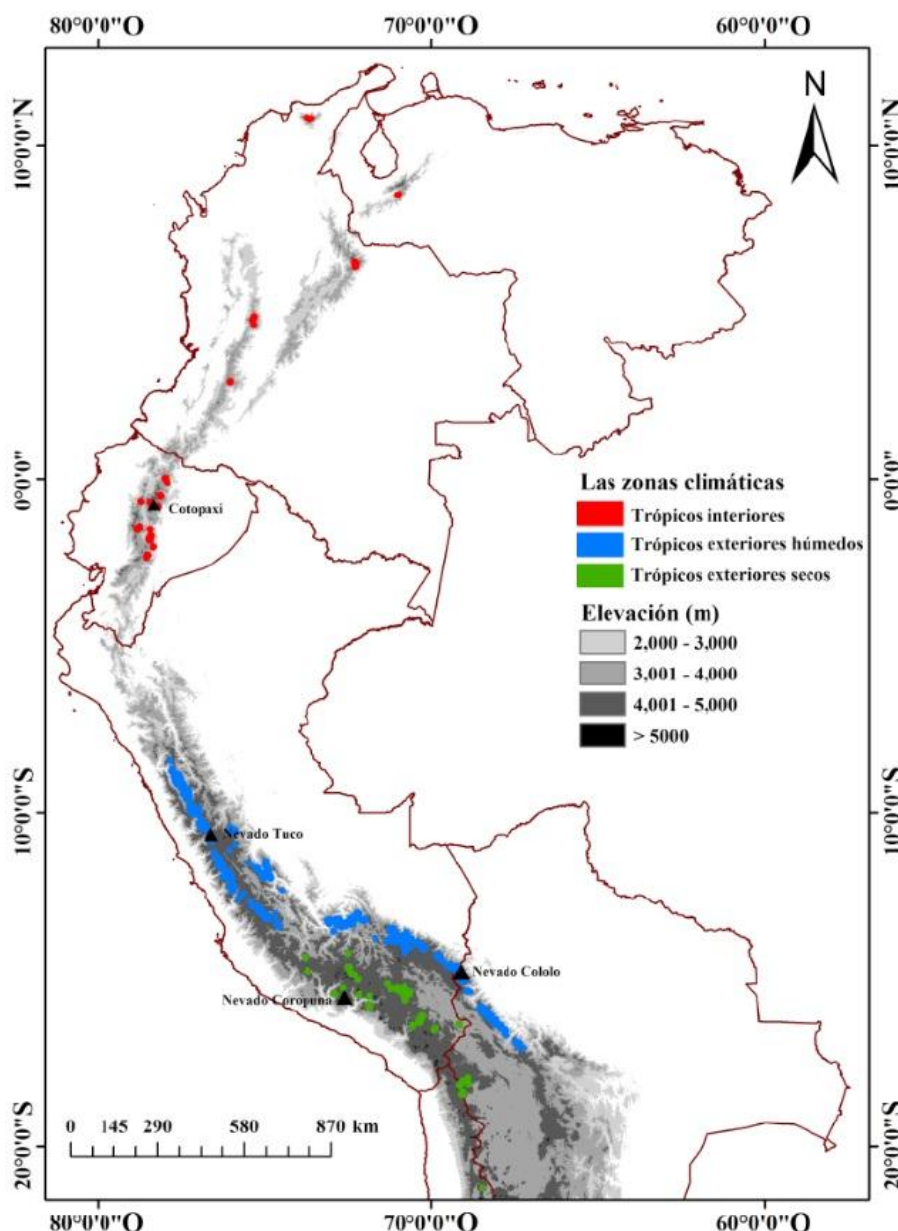 80°0'0"O 70°0'0"O 60°0'0"O
N
10°0'0"N 10°0'0"N
0°0'0" 0°0'0"
Cotopaxi
Las zonas climáticas
Trópicos interiores
Trópicos exteriores húmedos
Trópicos exteriores secos
Elevación (m)
2,000 - 3,000
3,001 - 4,000
4,001 - 5,000
> 5000
10°0'0"S 10°0'0"S
Nevado Tuco
Nevado Cololo
Nevado Coropuna
0 145 290 580 870 km
20°0'0"S 20°0'0"S
80°0'0"O 70°0'0"O 60°0'0"O